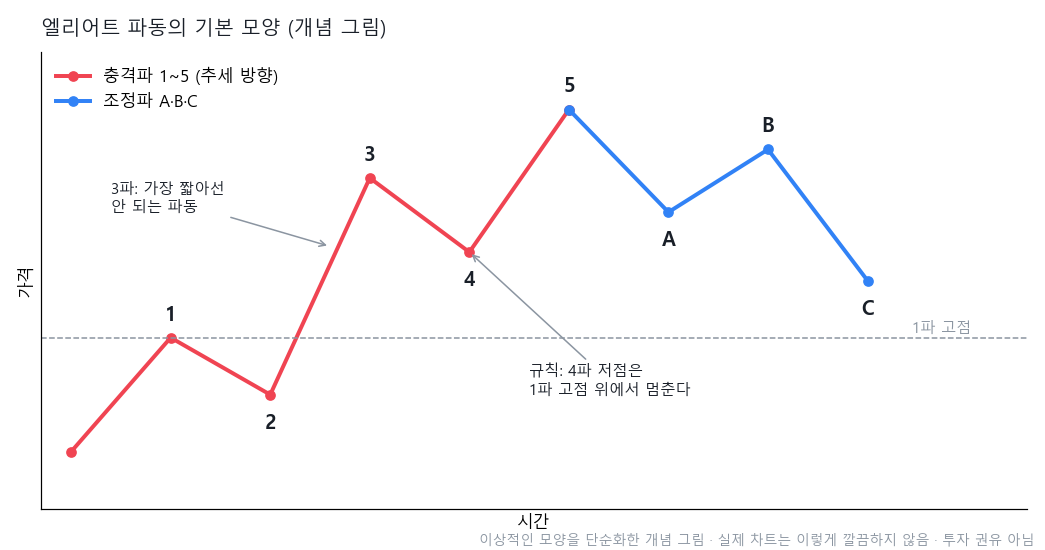 엘리어트 파동의 기본 모양 (개념 그림)
충격파 1~5 (추세 방향)
조정파 A·B·C
5
B
3
3파: 가장 짧아선
안 되는 파동
A
4
가격
C
1
1파 고점
규칙: 4파 저점은
1파 고점 위에서 멈춘다
2
시간
이상적인 모양을 단순화한 개념 그림 · 실제 차트는 이렇게 깔끔하지 않음 · 투자 권유 아님